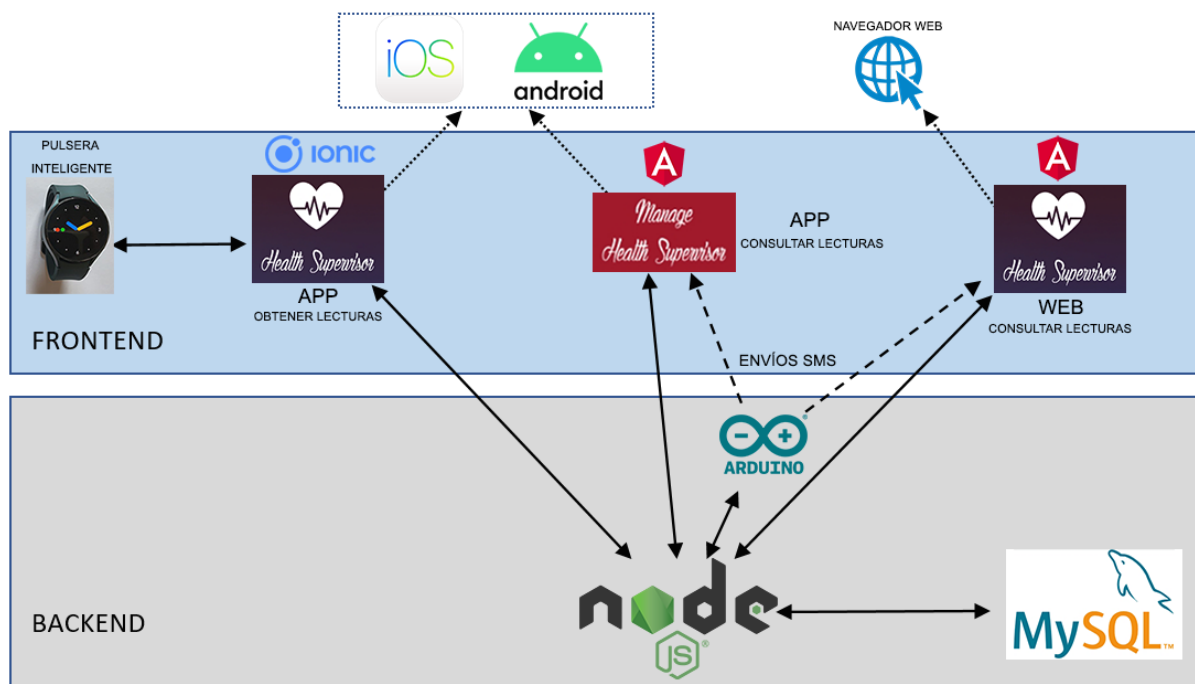 iOS
android
NAVEGADOR WEB
PULSERA
INTELIGENTE
IONIC
A
A
Health Supervisor
APP
OBTENER LECTURAS
Manage
Health Supervisor
APP
CONSULTAR LECTURAS
Health Supervisor
WEB
CONSULTAR LECTURAS
FRONTEND
ENVÍOS SMS
ARDUINO
node
JS®
BACKEND
MySQL™